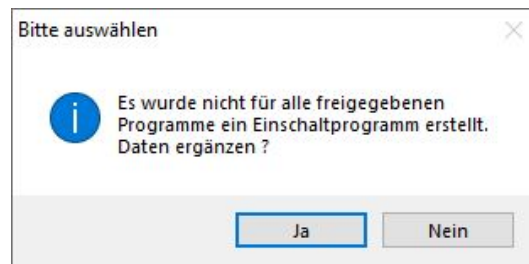 Bitte auswählen
Es wurde nicht für alle freigegebenen
Programme ein Einschaltprogramm erstellt.
Daten ergänzen ?
Ja
Nein